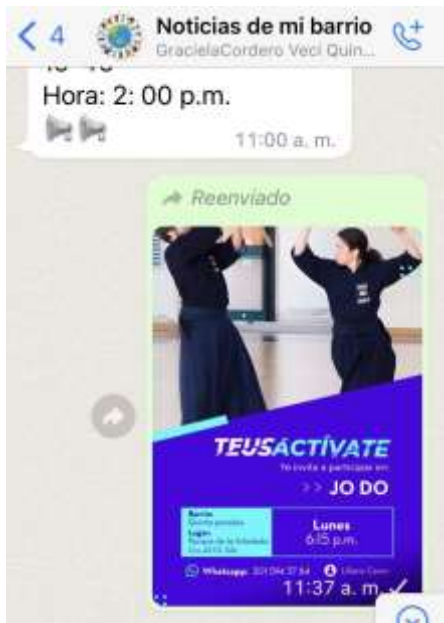 4
Noticias de mi barrio
GracielaCordero Veci Quin...
Hora: 2: 00 p.m.
11:00 a. m.
Reenviado
TEUSACTÍVATE
Te invita a participar en
>> JO DO
Barrio
Lugar
Lunes
6:15 p.m.
Whatsapp:
11:37 a. m.